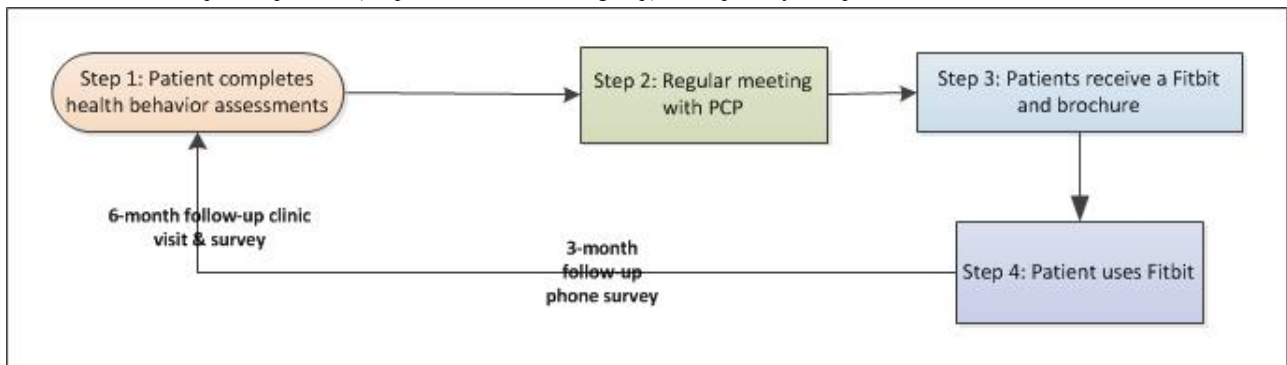 Step 1: Patient completes
health behavior assessments
Step 2: Regular meeting
with PCP
Step 3: Patients receive a Fitbit
and brochure
6-month follow-up clinic
visit & survey
3-month
follow-up
phone survey
Step 4: Patient uses Fitbit